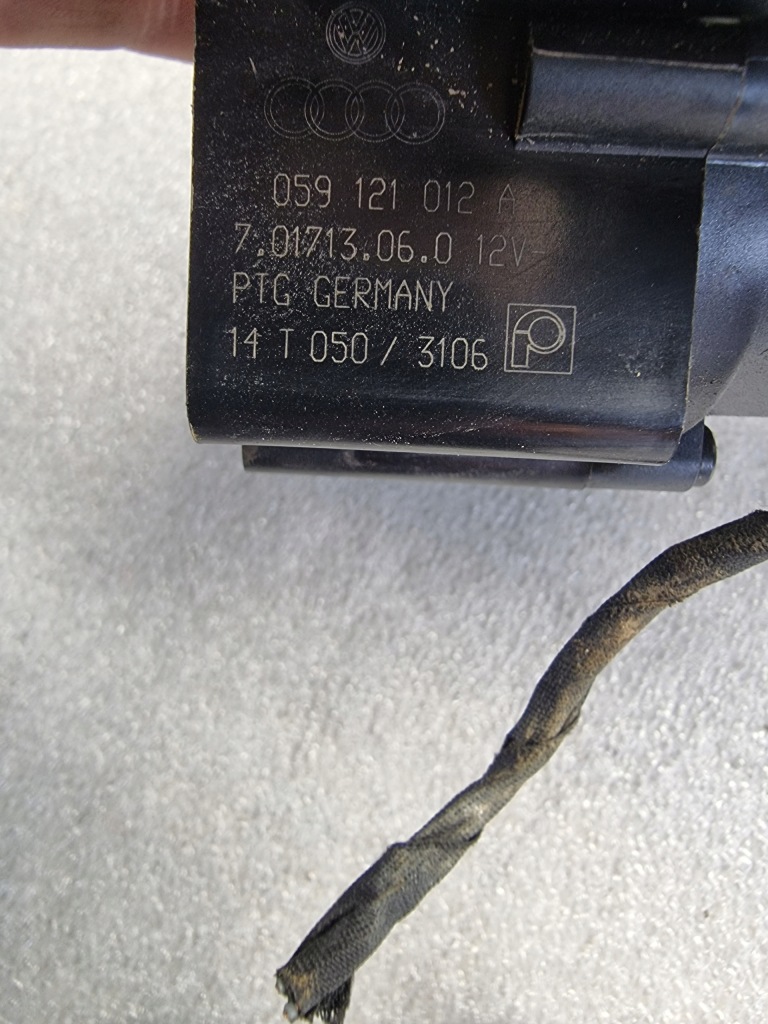 059 121 012 A
7.01713.06.0 12V-
PTG GERMANY
14 T 050 / 3106